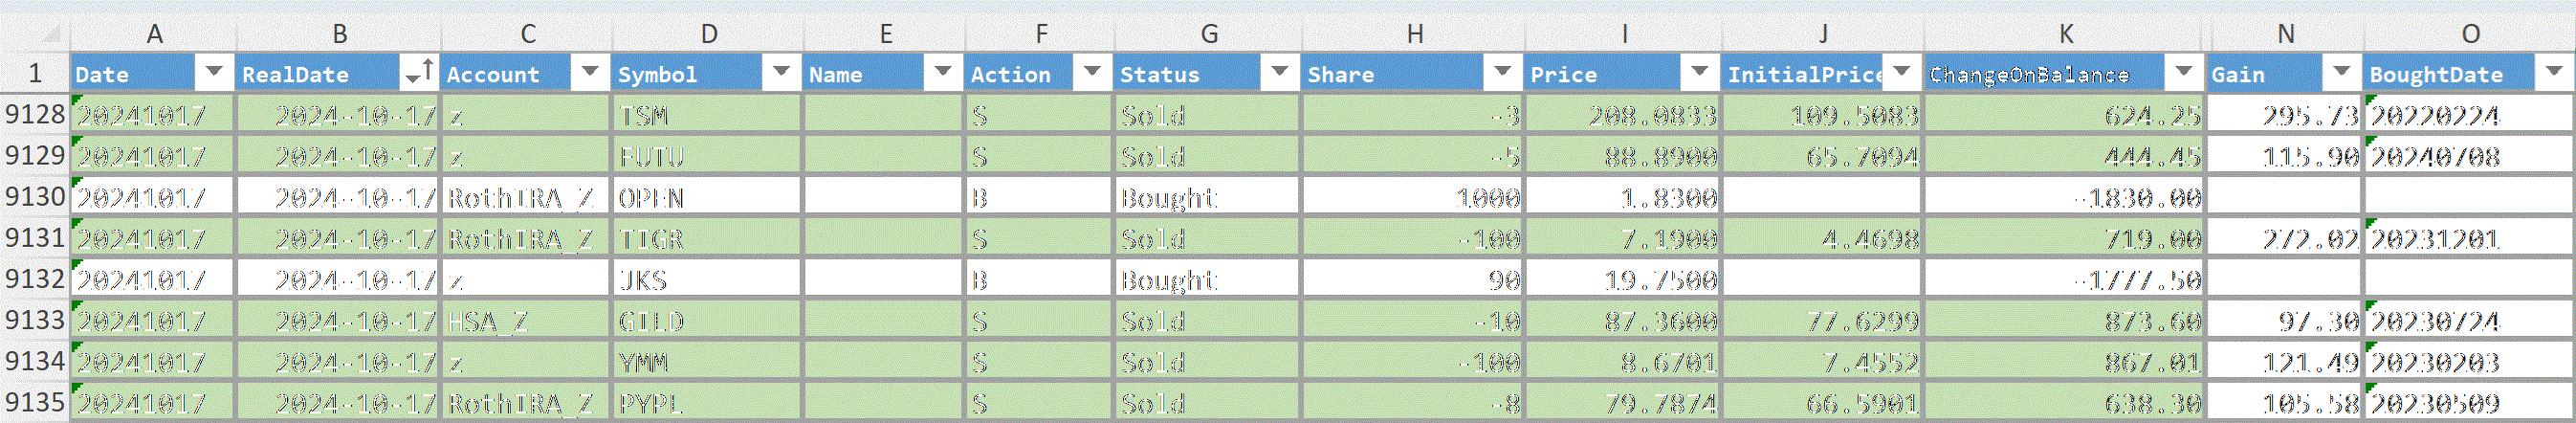 A B C D E F G H I J K N O
1 Date RealDate Account Symbol Name Action Status Share Price InitialPrice ChangeOnBalance Gain BoughtDate
9128 20241017 2024-10-17 z TSM S Sold -3 208.0833 109.5083 624.25 295.73 20220224
9129 20241017 2024-10-17 z FUTU S Sold -5 88.8900 65.7094 444.45 115.90 20240708
9130 20241017 2024-10-17 RothIRA_Z OPEN B Bought 1000 1.8300 -1830.00
9131 20241017 2024-10-17 RothIRA_Z TIGR S Sold -100 7.1900 4.4698 719.00 272.02 20231201
9132 20241017 2024-10-17 z JKS B Bought 90 19.7500 -1777.50
9133 20241017 2024-10-17 HSA_Z GILD S Sold -10 87.3600 77.6299 873.60 97.30 20230724
9134 20241017 2024-10-17 z YMM S Sold -100 8.6701 7.4552 867.01 121.49 20230203
9135 20241017 2024-10-17 RothIRA_Z PYPL S Sold -8 79.7874 66.5901 638.30 105.58 20230509